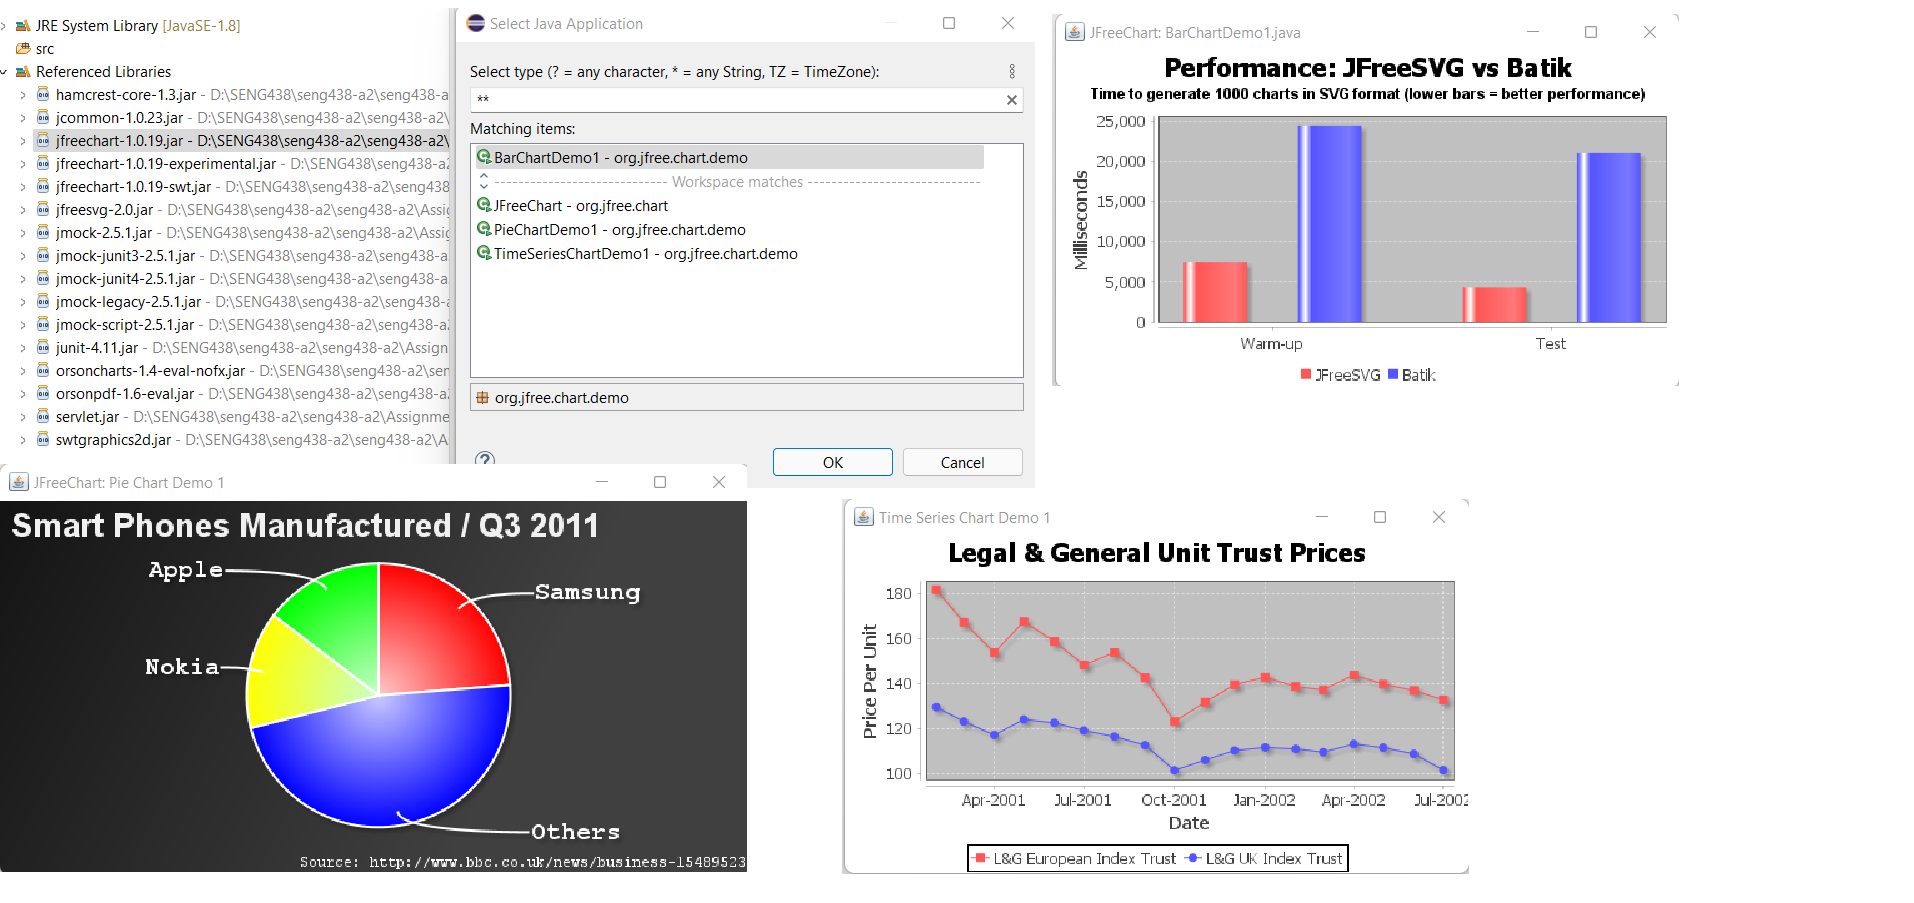 JRE System Library [JavaSE-1.8]
src
Referenced Libraries
hamcrest-core-1.3.jar - D:\SENG438\seng438-a2\seng438-a
jcommon-1.0.23.jar - D:\SENG438\seng438-a2\seng438-a2\
jfreechart-1.0.19.jar - D:\SENG438\seng438-a2\seng438-a2\
jfreechart-1.0.19-experimental.jar - D:\SENG438\seng438-a
jfreechart-1.0.19-swt.jar - D:\SENG438\seng438-a2\seng438
jfreesvg-2.0.jar - D:\SENG438\seng438-a2\seng438-a2\Assi
jmock-2.5.1.jar - D:\SENG438\seng438-a2\seng438-a2\Assig
jmock-junit3-2.5.1.jar - D:\SENG438\seng438-a2\seng438-a
jmock-junit4-2.5.1.jar - D:\SENG438\seng438-a2\seng438-a
jmock-legacy-2.5.1.jar - D:\SENG438\seng438-a2\seng438-
jmock-script-2.5.1.jar - D:\SENG438\seng438-a2\seng438-a
junit-4.11.jar - D:\SENG438\seng438-a2\seng438-a2\Assign
orsoncharts-1.4-eval-nofx.jar - D:\SENG438\seng438-a2\se
orsonpdf-1.6-eval.jar - D:\SENG438\seng438-a2\seng438-a
servlet.jar - D:\SENG438\seng438-a2\seng438-a2\Assignme
swtgraphics2d.jar - D:\SENG438\seng438-a2\seng438-a2\A
Select Java Application
Select type (? = any character, * = any String, TZ = TimeZone):
**
Matching items:
BarChartDemo1 - org.jfree.chart.demo
Workspace matches
JFreeChart - org.jfree.chart
PieChartDemo1 - org.jfree.chart.demo
TimeSeriesChartDemo1 - org.jfree.chart.demo
org.jfree.chart.demo
?
OK
Cancel
JFreeChart: BarChartDemo1.java
Performance: JFreeSVG vs Batik
Time to generate 1000 charts in SVG format (lower bars = better performance)
Milliseconds
25,000
20,000
15,000
10,000
5,000
0
Warm-up
Test
JFreeSVG
Batik
JFreeChart: Pie Chart Demo 1
Smart Phones Manufactured / Q3 2011
Apple
Samsung
Nokia
Others
Source: http://www.bbc.co.uk/news/business-15489523
Time Series Chart Demo 1
Legal & General Unit Trust Prices
Price Per Unit
180
160
140
120
100
Apr-2001
Jul-2001
Oct-2001
Jan-2002
Apr-2002
Jul-2002
Date
L&G European Index Trust
L&G UK Index Trust